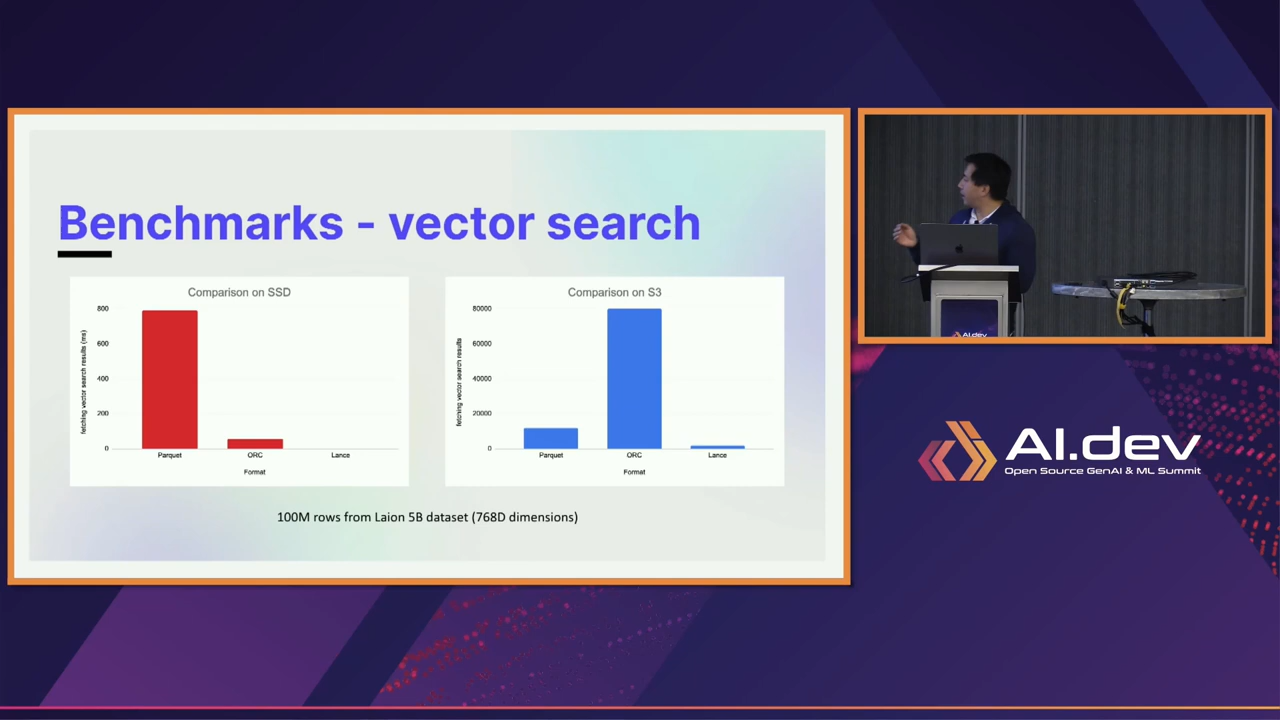 Benchmarks - vector search
Comparison on SSD
fetching vector search results (ms)
800
600
400
200
0
Parquet
ORC
Lance
Format
Comparison on S3
fetching vector search results
80000
60000
40000
20000
0
Parquet
ORC
Lance
Format
100M rows from Laion 5B dataset (768D dimensions)
AI.dev
AI.dev
Open Source GenAI & ML Summit